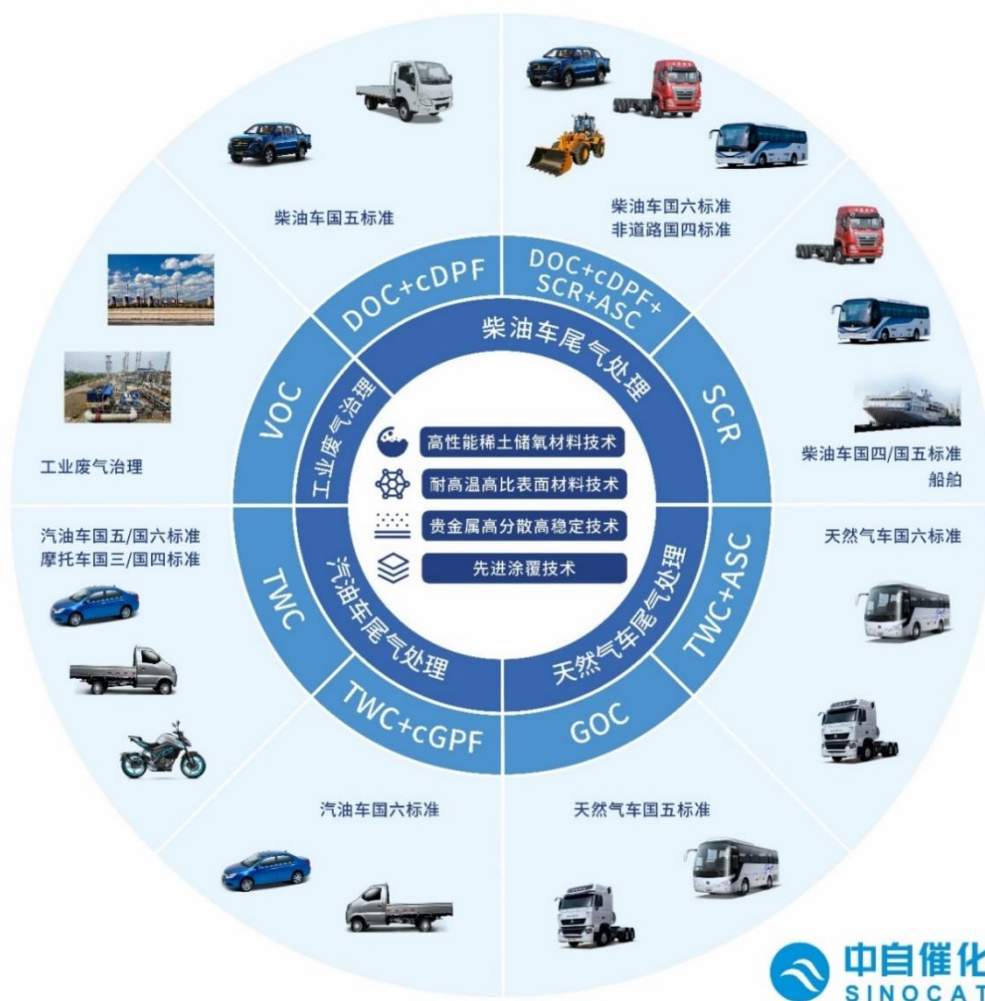 柴油车国五标准
柴油车国六标准
非道路国四标准
DOC+cDPF
DOC+cDPF+
SCR+ASC
柴油车尾气处理
VOC
工业废气治理
SCR
高性能稀土储氧材料技术
耐高温高比表面材料技术
贵金属高分散高稳定技术
先进涂覆技术
工业废气治理
柴油车国四/国五标准
船舶
汽油车国五/国六标准
摩托车国三/国四标准
天然气车国六标准
TWC
汽油车尾气处理
天然气车尾气处理
TWC+ASC
TWC+cGPF
GOC
汽油车国六标准
天然气车国五标准
中自催化
SINOCAT